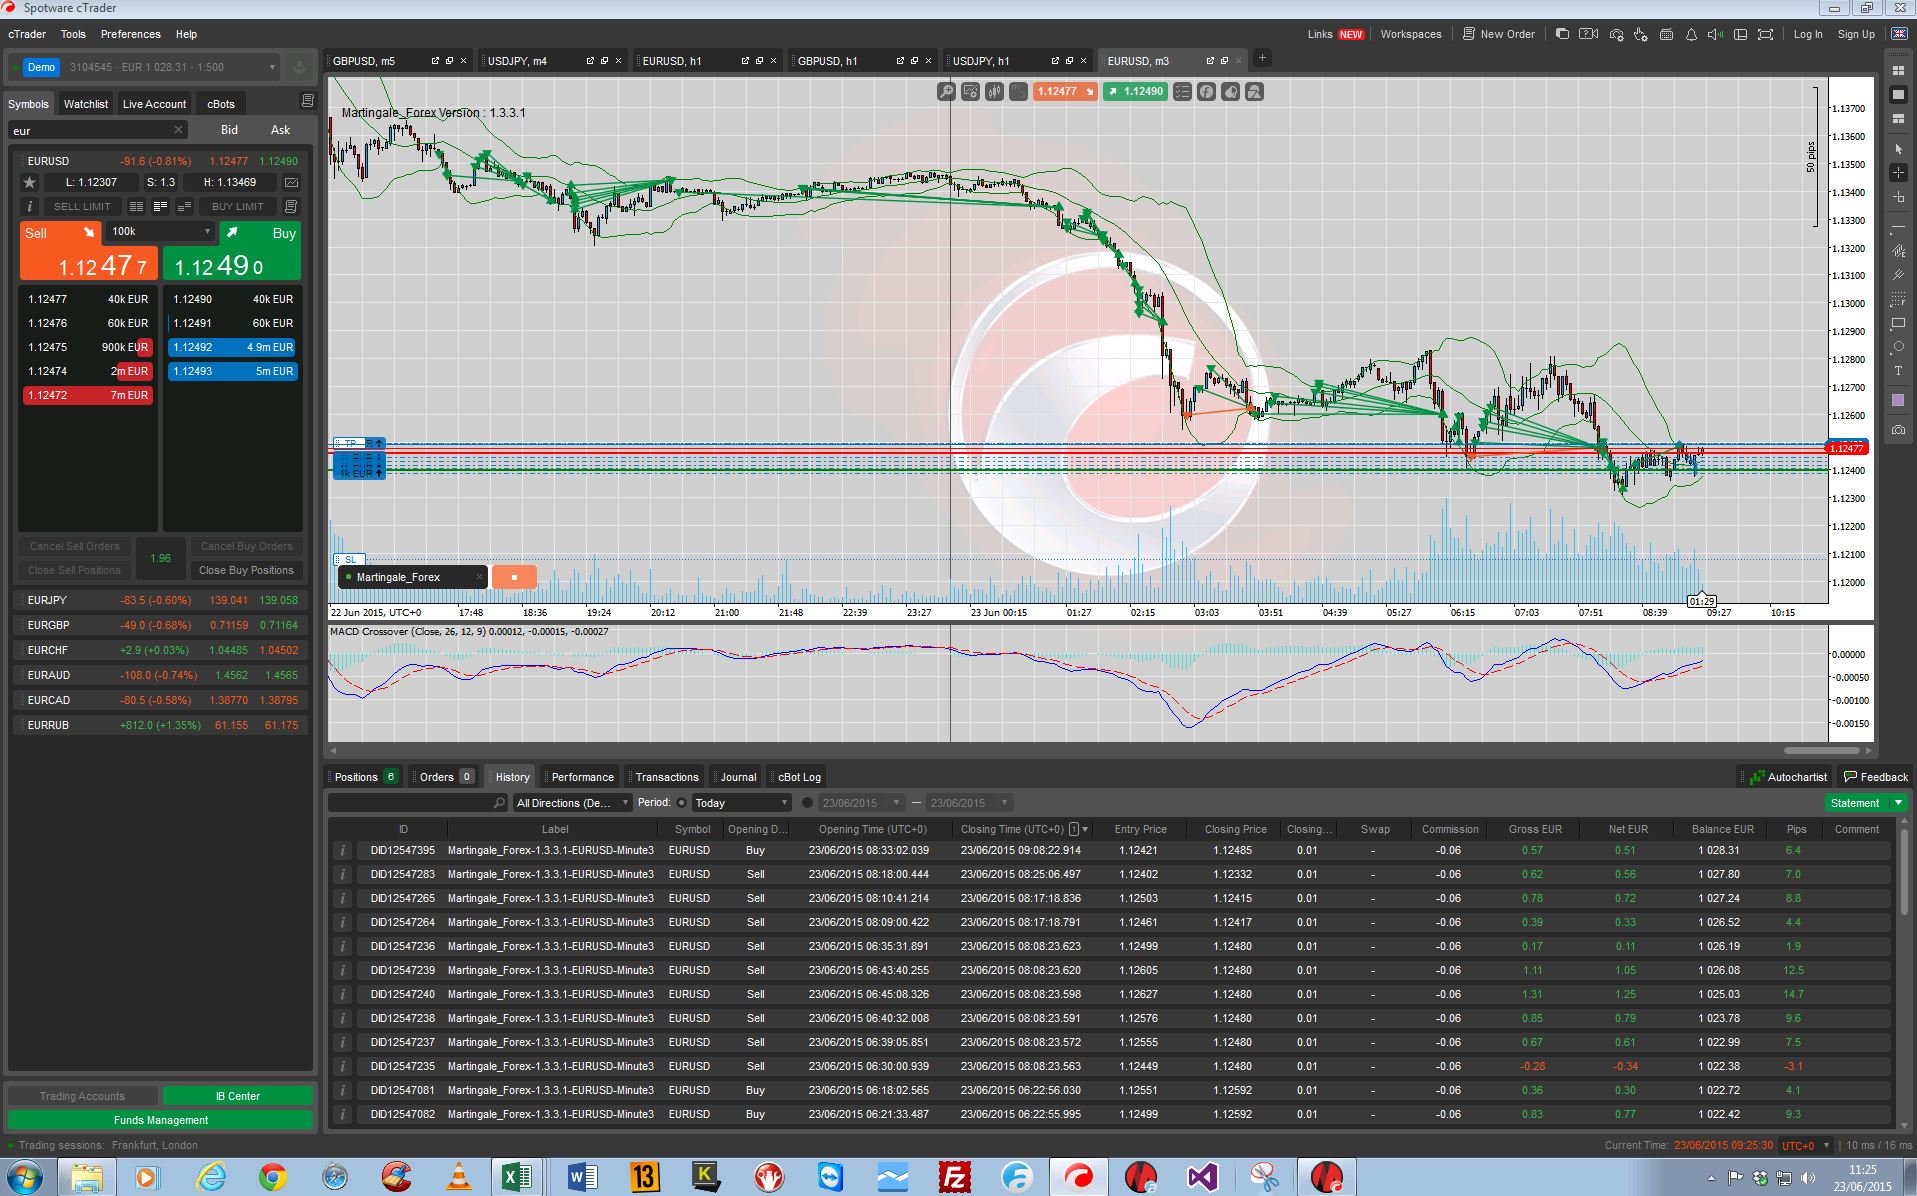 Spotware cTrader
cTrader Tools Preferences Help
Links NEW Workspaces New Order Log In Sign Up
Demo 3104545 · EUR 1 028.31 · 1:500
GBPUSD, m5 USDJPY, m4 EURUSD, h1 GBPUSD, h1 USDJPY, h1 EURUSD, m3
Symbols Watchlist Live Account cBots
eur Bid Ask
EURUSD -91.6 (-0.81%) 1.12477 1.12490
L: 1.12307 S: 1.3 H: 1.13469
SELL LIMIT BUY LIMIT
Sell 100k Buy
1.12 47 7 1.12 49 0
1.12477 40k EUR 1.12490 40k EUR
1.12476 60k EUR 1.12491 60k EUR
1.12475 900k EUR 1.12492 4.9m EUR
1.12474 2m EUR 1.12493 5m EUR
1.12472 7m EUR
Cancel Sell Orders 1.96 Cancel Buy Orders
Close Sell Positions Close Buy Positions
EURJPY -83.5 (-0.60%) 139.041 139.058
EURGBP -49.0 (-0.68%) 0.71159 0.71164
EURCHF +2.9 (+0.03%) 1.04485 1.04502
EURAUD -108.0 (-0.74%) 1.4562 1.4565
EURCAD -80.5 (-0.58%) 1.38770 1.38795
EURRUB +812.0 (+1.35%) 61.155 61.175
Trading Accounts IB Center
Funds Management
Trading sessions: Frankfurt, London
Martingale_Forex Version : 1.3.3.1
1.12477 1.12490
50 pips
1.13700
1.13600
1.13500
1.13400
1.13300
1.13200
1.13100
1.13000
1.12900
1.12800
1.12700
1.12600
1.12477
1.12400
1.12300
1.12200
1.12100
1.12000
TP
1k EUR
SL
Martingale_Forex
22 Jun 2015, UTC+0 17:48 18:36 19:24 20:12 21:00 21:48 22:39 23:27 23 Jun 00:15 01:27 02:15 03:03 03:51 04:39 05:27 06:15 07:03 07:51 08:39 09:27 10:15
01:29
MACD Crossover (Close, 26, 12, 9) 0.00012, -0.00015, -0.00027
0.00000
-0.00050
-0.00100
-0.00150
Positions 6 Orders 0 History Performance Transactions Journal cBot Log Autochartist Feedback
All Directions (De... Period: Today 23/06/2015 — 23/06/2015 Statement
ID Label Symbol Opening D... Opening Time (UTC+0) Closing Time (UTC+0) 1 Entry Price Closing Price Closing... Swap Commission Gross EUR Net EUR Balance EUR Pips Comment
DID12547395 Martingale_Forex-1.3.3.1-EURUSD-Minute3 EURUSD Buy 23/06/2015 08:33:02.039 23/06/2015 09:08:22.914 1.12421 1.12485 0.01 - -0.06 0.57 0.51 1 028.31 6.4
DID12547283 Martingale_Forex-1.3.3.1-EURUSD-Minute3 EURUSD Sell 23/06/2015 08:18:00.444 23/06/2015 08:25:06.497 1.12402 1.12332 0.01 - -0.06 0.62 0.56 1 027.80 7.0
DID12547265 Martingale_Forex-1.3.3.1-EURUSD-Minute3 EURUSD Sell 23/06/2015 08:10:41.214 23/06/2015 08:17:18.836 1.12503 1.12415 0.01 - -0.06 0.78 0.72 1 027.24 8.8
DID12547264 Martingale_Forex-1.3.3.1-EURUSD-Minute3 EURUSD Sell 23/06/2015 08:09:00.422 23/06/2015 08:17:18.791 1.12461 1.12417 0.01 - -0.06 0.39 0.33 1 026.52 4.4
DID12547236 Martingale_Forex-1.3.3.1-EURUSD-Minute3 EURUSD Sell 23/06/2015 06:35:31.891 23/06/2015 08:08:23.623 1.12499 1.12480 0.01 - -0.06 0.17 0.11 1 026.19 1.9
DID12547239 Martingale_Forex-1.3.3.1-EURUSD-Minute3 EURUSD Sell 23/06/2015 06:43:40.255 23/06/2015 08:08:23.620 1.12605 1.12480 0.01 - -0.06 1.11 1.05 1 026.08 12.5
DID12547240 Martingale_Forex-1.3.3.1-EURUSD-Minute3 EURUSD Sell 23/06/2015 06:45:08.326 23/06/2015 08:08:23.598 1.12627 1.12480 0.01 - -0.06 1.31 1.25 1 025.03 14.7
DID12547238 Martingale_Forex-1.3.3.1-EURUSD-Minute3 EURUSD Sell 23/06/2015 06:40:32.008 23/06/2015 08:08:23.591 1.12576 1.12480 0.01 - -0.06 0.85 0.79 1 023.78 9.6
DID12547237 Martingale_Forex-1.3.3.1-EURUSD-Minute3 EURUSD Sell 23/06/2015 06:39:05.851 23/06/2015 08:08:23.572 1.12555 1.12480 0.01 - -0.06 0.67 0.61 1 022.99 7.5
DID12547235 Martingale_Forex-1.3.3.1-EURUSD-Minute3 EURUSD Sell 23/06/2015 06:30:00.939 23/06/2015 08:08:23.563 1.12449 1.12480 0.01 - -0.06 -0.28 -0.34 1 022.38 -3.1
DID12547081 Martingale_Forex-1.3.3.1-EURUSD-Minute3 EURUSD Buy 23/06/2015 06:18:02.565 23/06/2015 06:22:56.030 1.12551 1.12592 0.01 - -0.06 0.36 0.30 1 022.72 4.1
DID12547082 Martingale_Forex-1.3.3.1-EURUSD-Minute3 EURUSD Buy 23/06/2015 06:21:33.487 23/06/2015 06:22:55.995 1.12499 1.12592 0.01 - -0.06 0.83 0.77 1 022.42 9.3
Current Time: 23/06/2015 09:25:30 UTC+0 | 10 ms / 16 ms
13 K Fz
11:25
23/06/2015